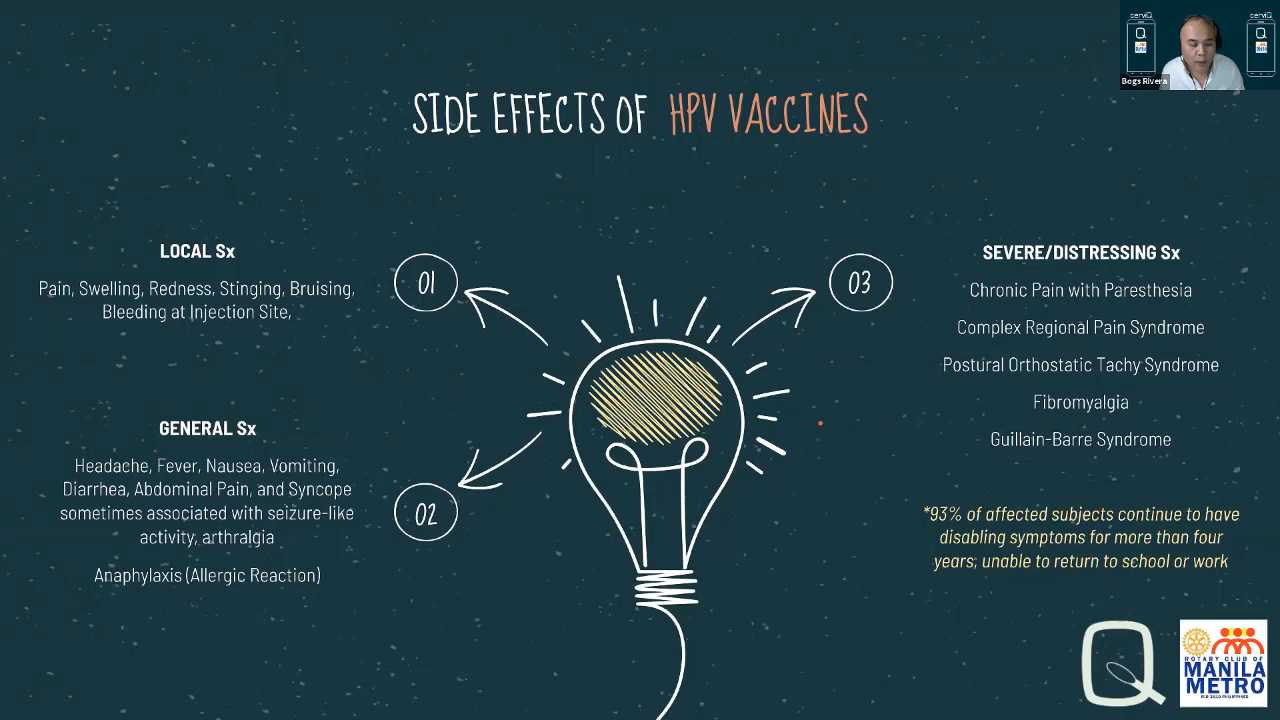 cerviQ
cerviQ
Q
Q
Bogs Rivera
SIDE EFFECTS OF HPV VACCINES
LOCAL Sx
Pain, Swelling, Redness, Stinging, Bruising,
Bleeding at Injection Site,
01
GENERAL Sx
Headache, Fever, Nausea, Vomiting,
Diarrhea, Abdominal Pain, and Syncope
sometimes associated with seizure-like
activity, arthralgia
Anaphylaxis (Allergic Reaction)
02
03
SEVERE/DISTRESSING Sx
Chronic Pain with Paresthesia
Complex Regional Pain Syndrome
Postural Orthostatic Tachy Syndrome
Fibromyalgia
Guillain-Barre Syndrome
*93% of affected subjects continue to have
disabling symptoms for more than four
years; unable to return to school or work
Q
ROTARY CLUB OF
MANILA
METRO